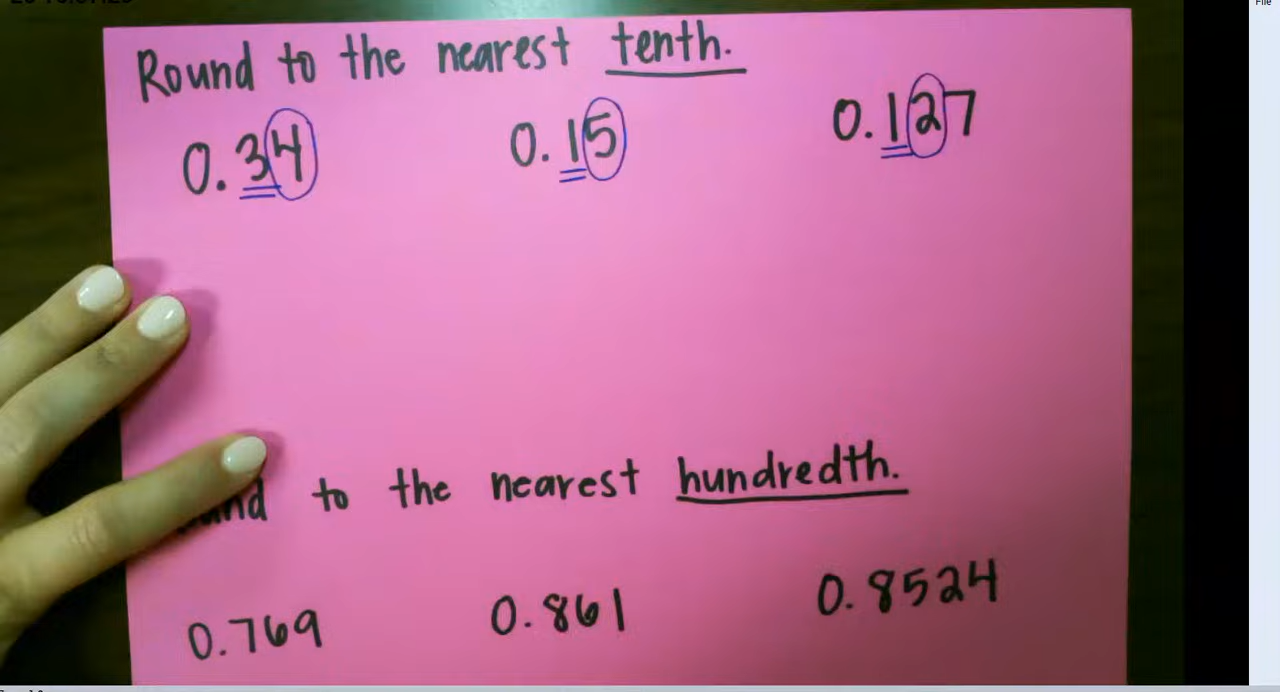 Round to the nearest tenth.
0.34 0.15 0.127
to the nearest hundredth.
0.769 0.861 0.8524
File